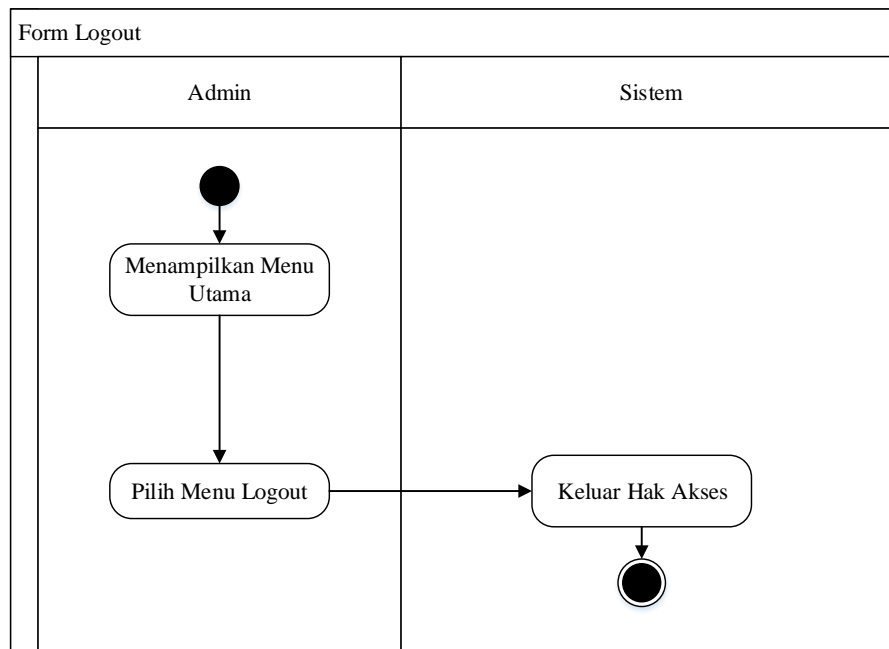 Form Logout
Admin
Sistem
Menampilkan Menu
Utama
Pilih Menu Logout
Keluar Hak Akses